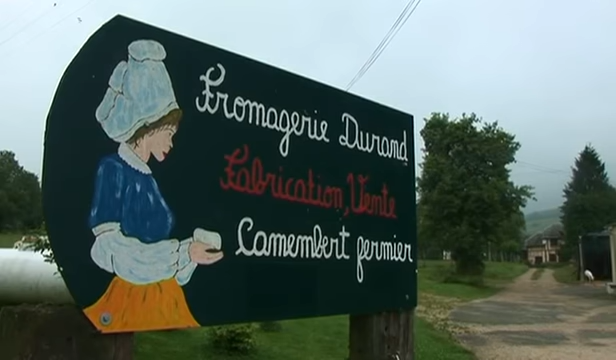 Fromagerie Durand
Fabrication, Vente
Camembert fermier